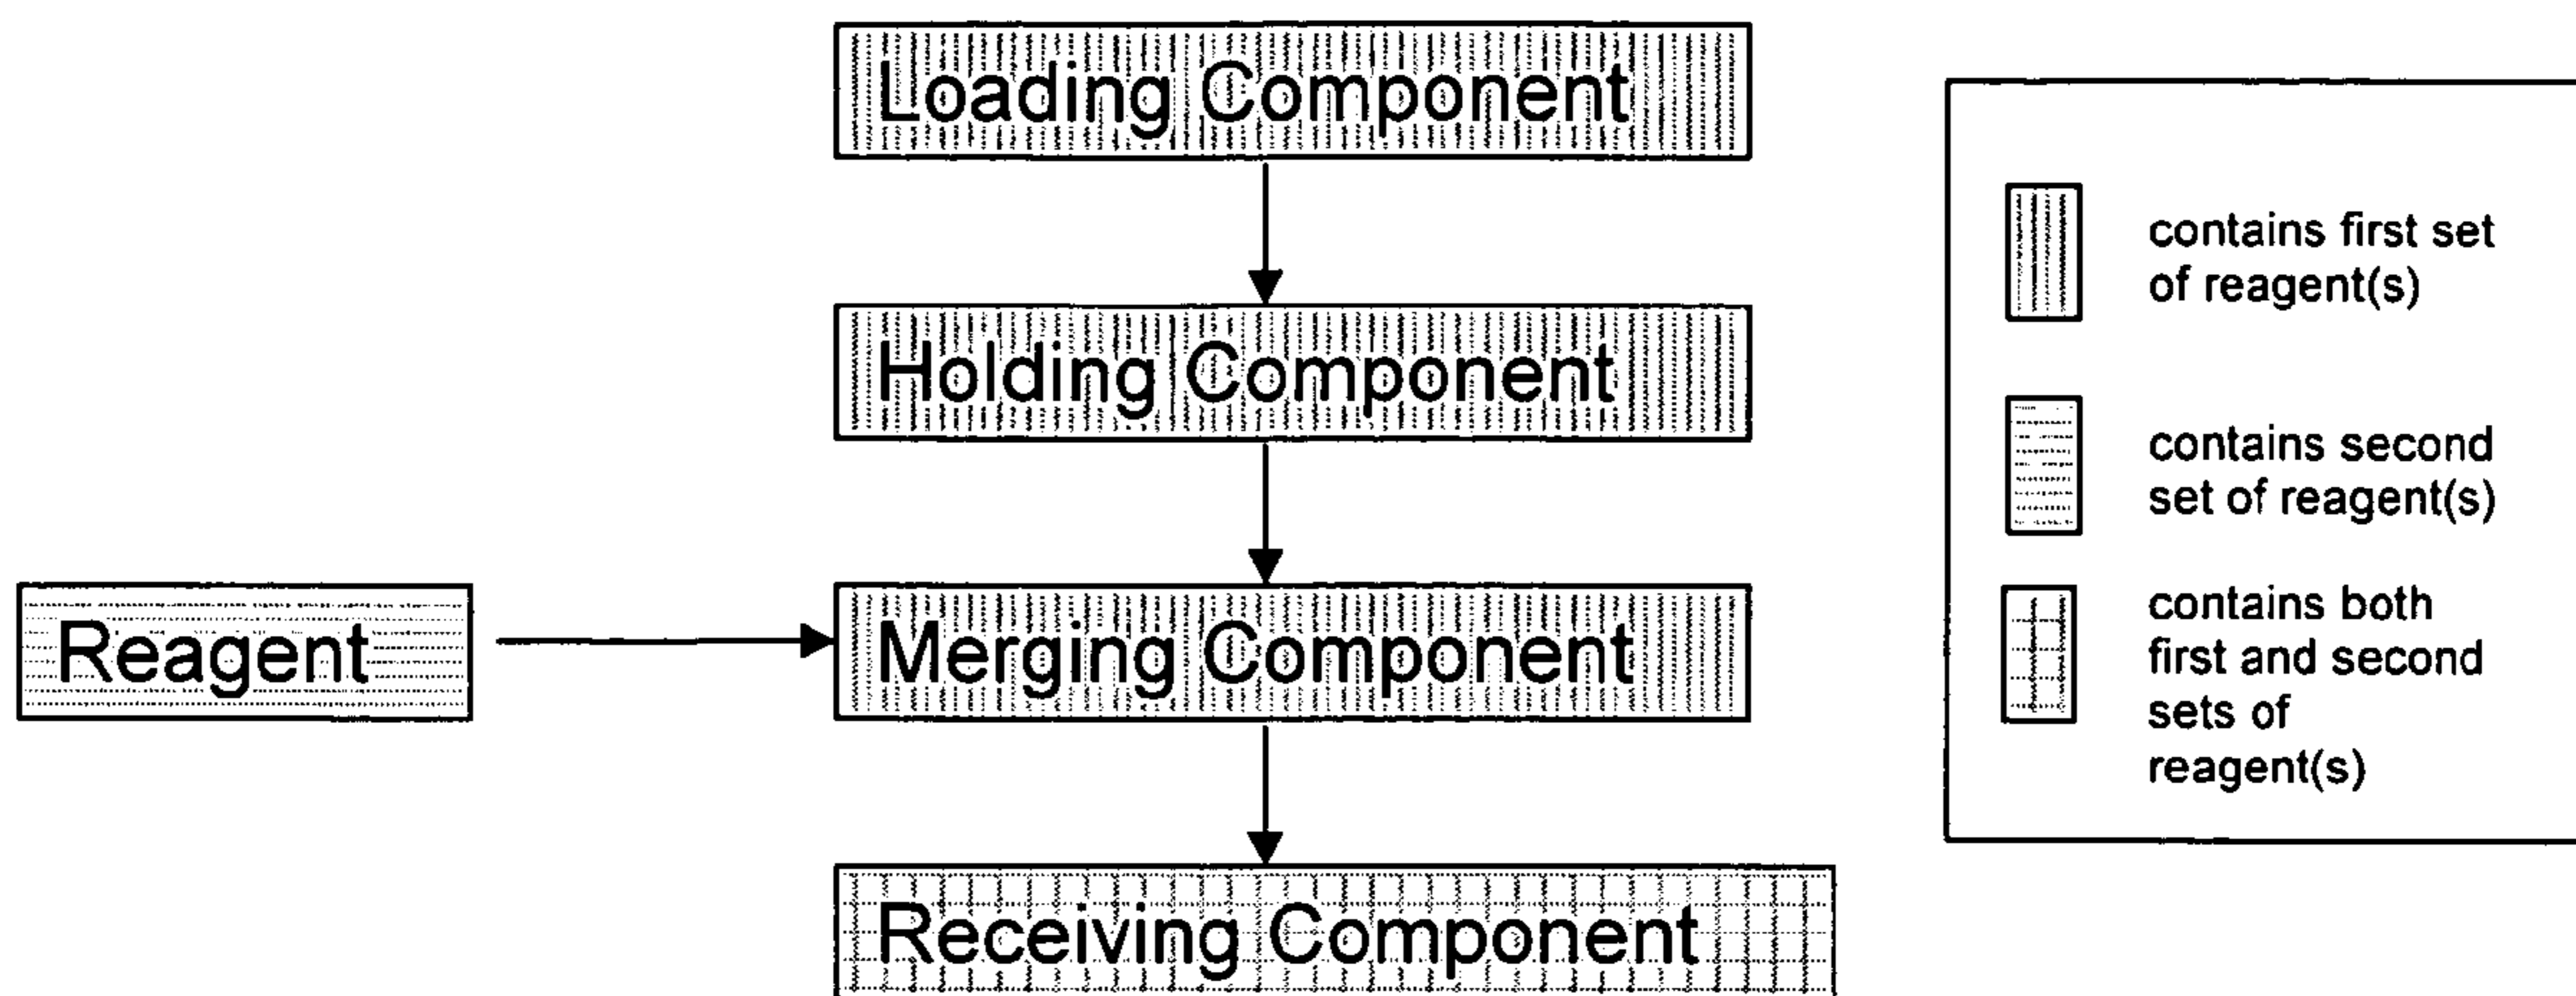 Loading Component
Holding Component
Reagent
Merging Component
Receiving Component
contains first set
of reagent(s)
contains second
set of reagent(s)
contains both
first and second
sets of
reagent(s)